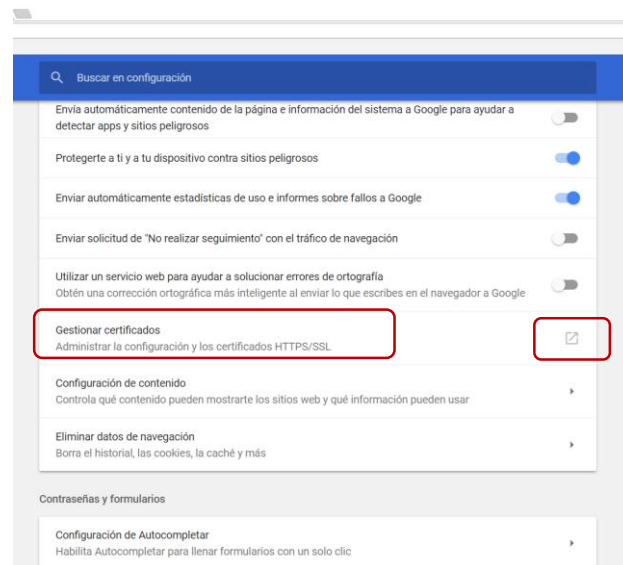 Buscar en configuración
Envía automáticamente contenido de la página e información del sistema a Google para ayudar a
detectar apps y sitios peligrosos
Protegerte a ti y a tu dispositivo contra sitios peligrosos
Enviar automáticamente estadísticas de uso e informes sobre fallos a Google
Enviar solicitud de "No realizar seguimiento" con el tráfico de navegación
Utilizar un servicio web para ayudar a solucionar errores de ortografía
Obtén una corrección ortográfica más inteligente al enviar lo que escribes en el navegador a Google
Gestionar certificados
Administrar la configuración y los certificados HTTPS/SSL
Configuración de contenido
Controla qué contenido pueden mostrarte los sitios web y qué información pueden usar
Eliminar datos de navegación
Borra el historial, las cookies, la caché y más
Contraseñas y formularios
Configuración de Autocompletar
Habilita Autocompletar para llenar formularios con un solo clic